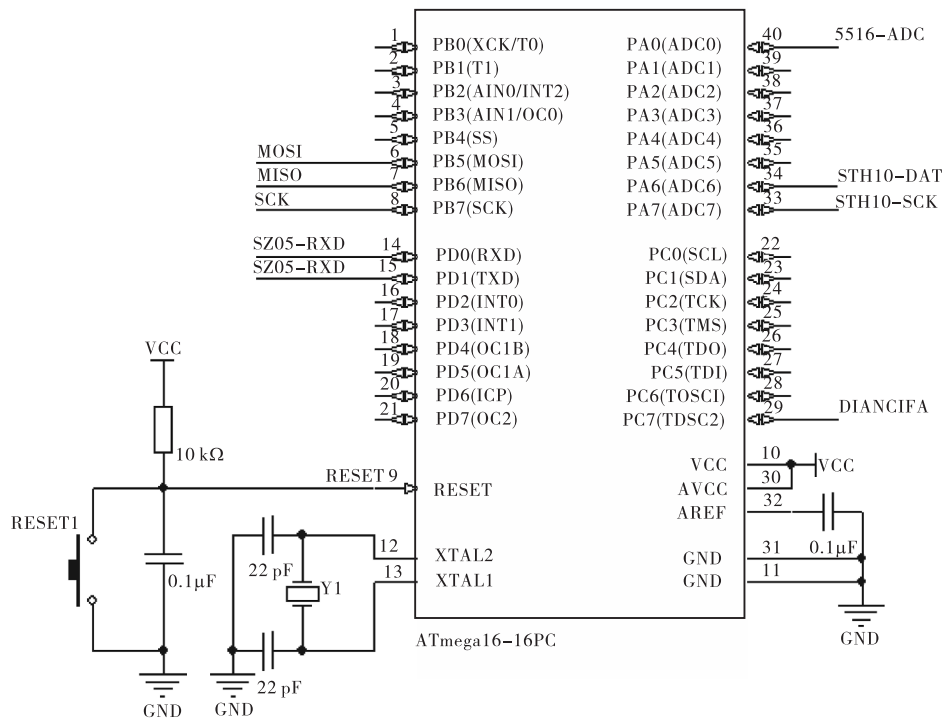 1 PB0(XCK/T0) PA0(ADC0) 40 5516-ADC
2 PB1(T1) PA1(ADC1) 39
3 PB2(AIN0/INT2) PA2(ADC2) 38
4 PB3(AIN1/OC0) PA3(ADC3) 37
5 PB4(SS) PA4(ADC4) 36
MOSI 6 PB5(MOSI) PA5(ADC5) 35
MISO 7 PB6(MISO) PA6(ADC6) 34 STH10-DAT
SCK 8 PB7(SCK) PA7(ADC7) 33 STH10-SCK
SZ05-RXD 14 PD0(RXD) PC0(SCL) 22
SZ05-RXD 15 PD1(TXD) PC1(SDA) 23
16 PD2(INT0) PC2(TCK) 24
17 PD3(INT1) PC3(TMS) 25
18 PD4(OC1B) PC4(TDO) 26
19 PD5(OC1A) PC5(TDI) 27
20 PD6(ICP) PC6(TOSCI) 28
21 PD7(OC2) PC7(TDSC2) 29 DIANCIFA
VCC
10 kΩ
VCC 10 VCC
RESET 9 RESET AVCC 30
AREF 32
RESET1
0.1μF
22 pF 12 XTAL2 GND 31 0.1μF
Y1 13 XTAL1 GND 11
22 pF
ATmega16-16PC
GND
GND
GND